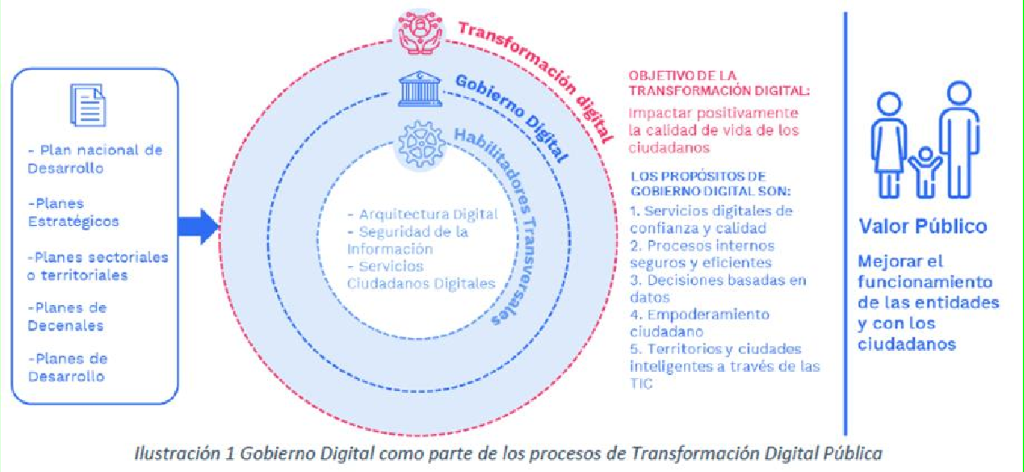 - Plan nacional de
Desarrollo
-Planes
Estratégicos
-Planes sectoriales
o territoriales
-Planes de
Decenales
-Planes de
Desarrollo
Transformación digital
Gobierno Digital
Habilitadores Transversales
- Arquitectura Digital
- Seguridad de la
Información
- Servicios
Ciudadanos Digitales
OBJETIVO DE LA
TRANSFORMACIÓN DIGITAL:
Impactar positivamente
la calidad de vida de los
ciudadanos
LOS PROPÓSITOS DE
GOBIERNO DIGITAL SON:
1. Servicios digitales de
confianza y calidad
2. Procesos internos
seguros y eficientes
3. Decisiones basadas en
datos
4. Empoderamiento
ciudadano
5. Territorios y ciudades
inteligentes a través de las
TIC
Valor Público
Mejorar el
funcionamiento
de las entidades
y con los
ciudadanos
Ilustración 1 Gobierno Digital como parte de los procesos de Transformación Digital Pública